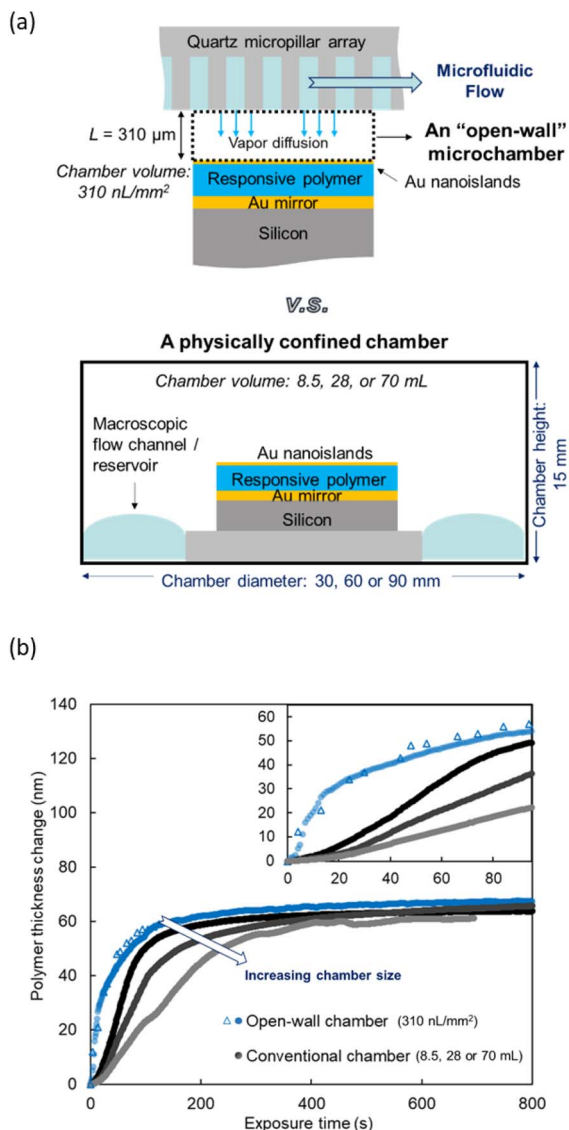 (a)
Quartz micropillar array
Microfluidic
Flow
L = 310 μm
Vapor diffusion
An “open-wall”
microchamber
Chamber volume:
310 nL/mm²
Au nanoislands
Responsive polymer
Au mirror
Silicon
v.s.
A physically confined chamber
Chamber volume: 8.5, 28, or 70 mL
Macroscopic
flow channel /
reservoir
Au nanoislands
Responsive polymer
Au mirror
Silicon
Chamber height:
15 mm
Chamber diameter: 30, 60 or 90 mm
(b)
Polymer thickness change (nm)
140
120
100
80
60
40
20
0
60
50
40
30
20
10
0
0 20 40 60 80
Increasing chamber size
Open-wall chamber (310 nL/mm²)
Conventional chamber (8.5, 28 or 70 mL)
0 200 400 600 800
Exposure time (s)